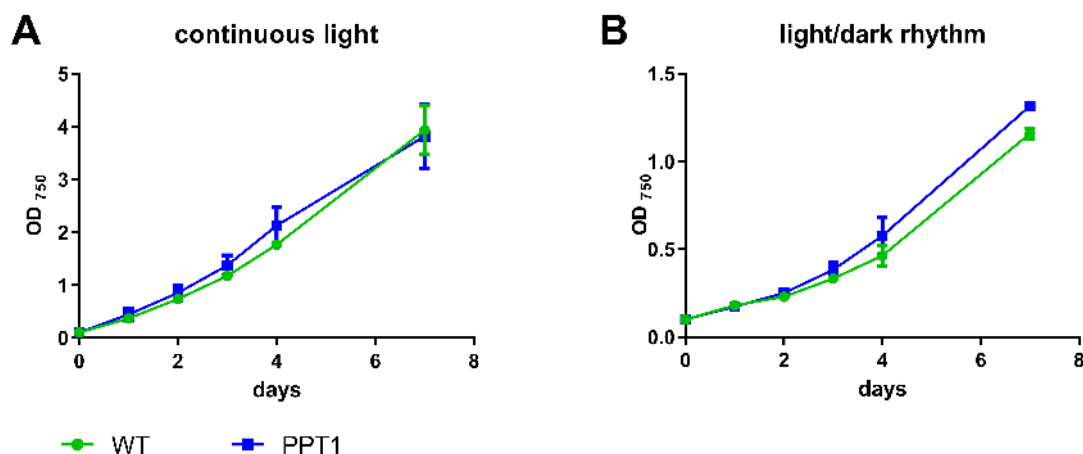 A
continuous light
5
4
3
2
1
0
OD 750
0 2 4 6 8
days
B
light/dark rhythm
1.5
1.0
0.5
0.0
OD 750
0 2 4 6 8
days
WT PPT1